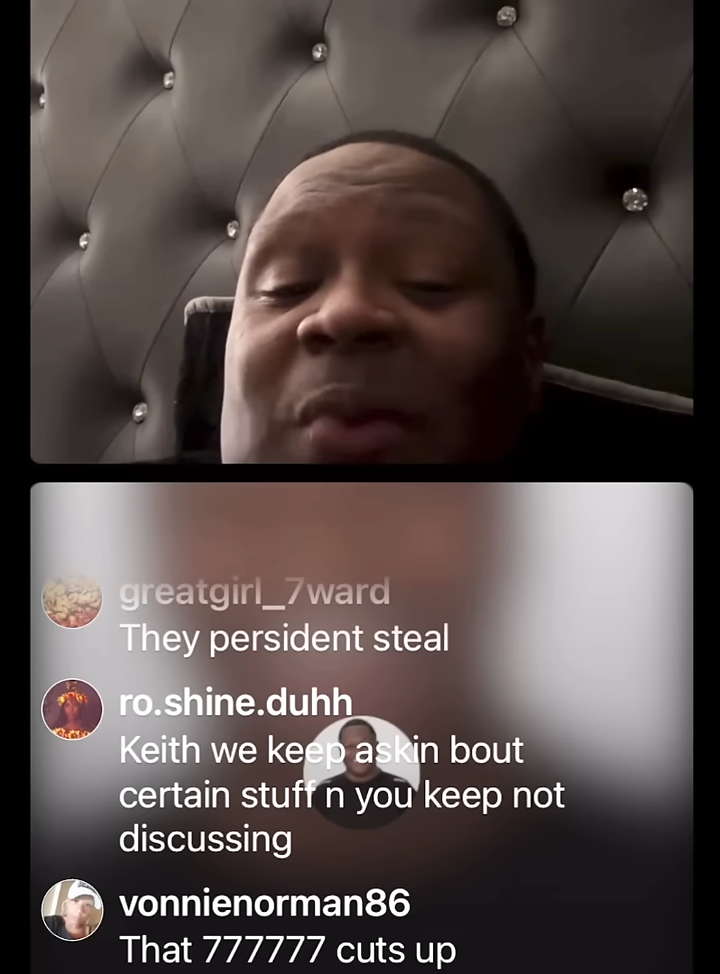 greatgirl_7ward
They persident steal
ro.shine.duhh
Keith we keep askin bout
certain stuff n you keep not
discussing
vonnienorman86
That 777777 cuts up